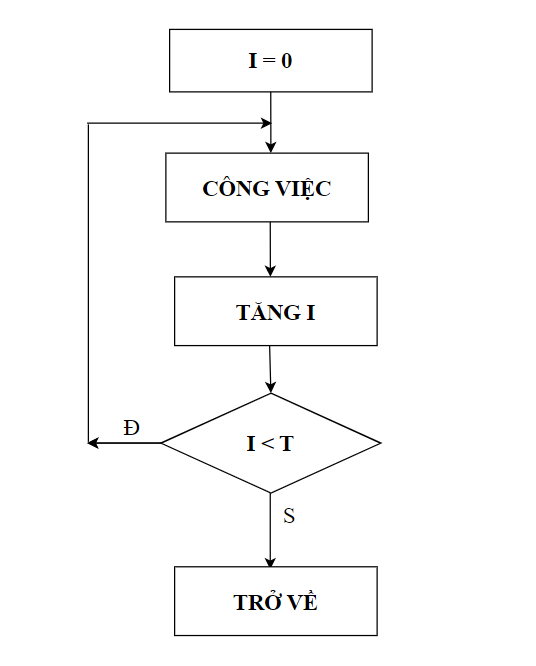 I = 0
CÔNG VIỆC
TĂNG I
Đ
I < T
S
TRỞ VỀ